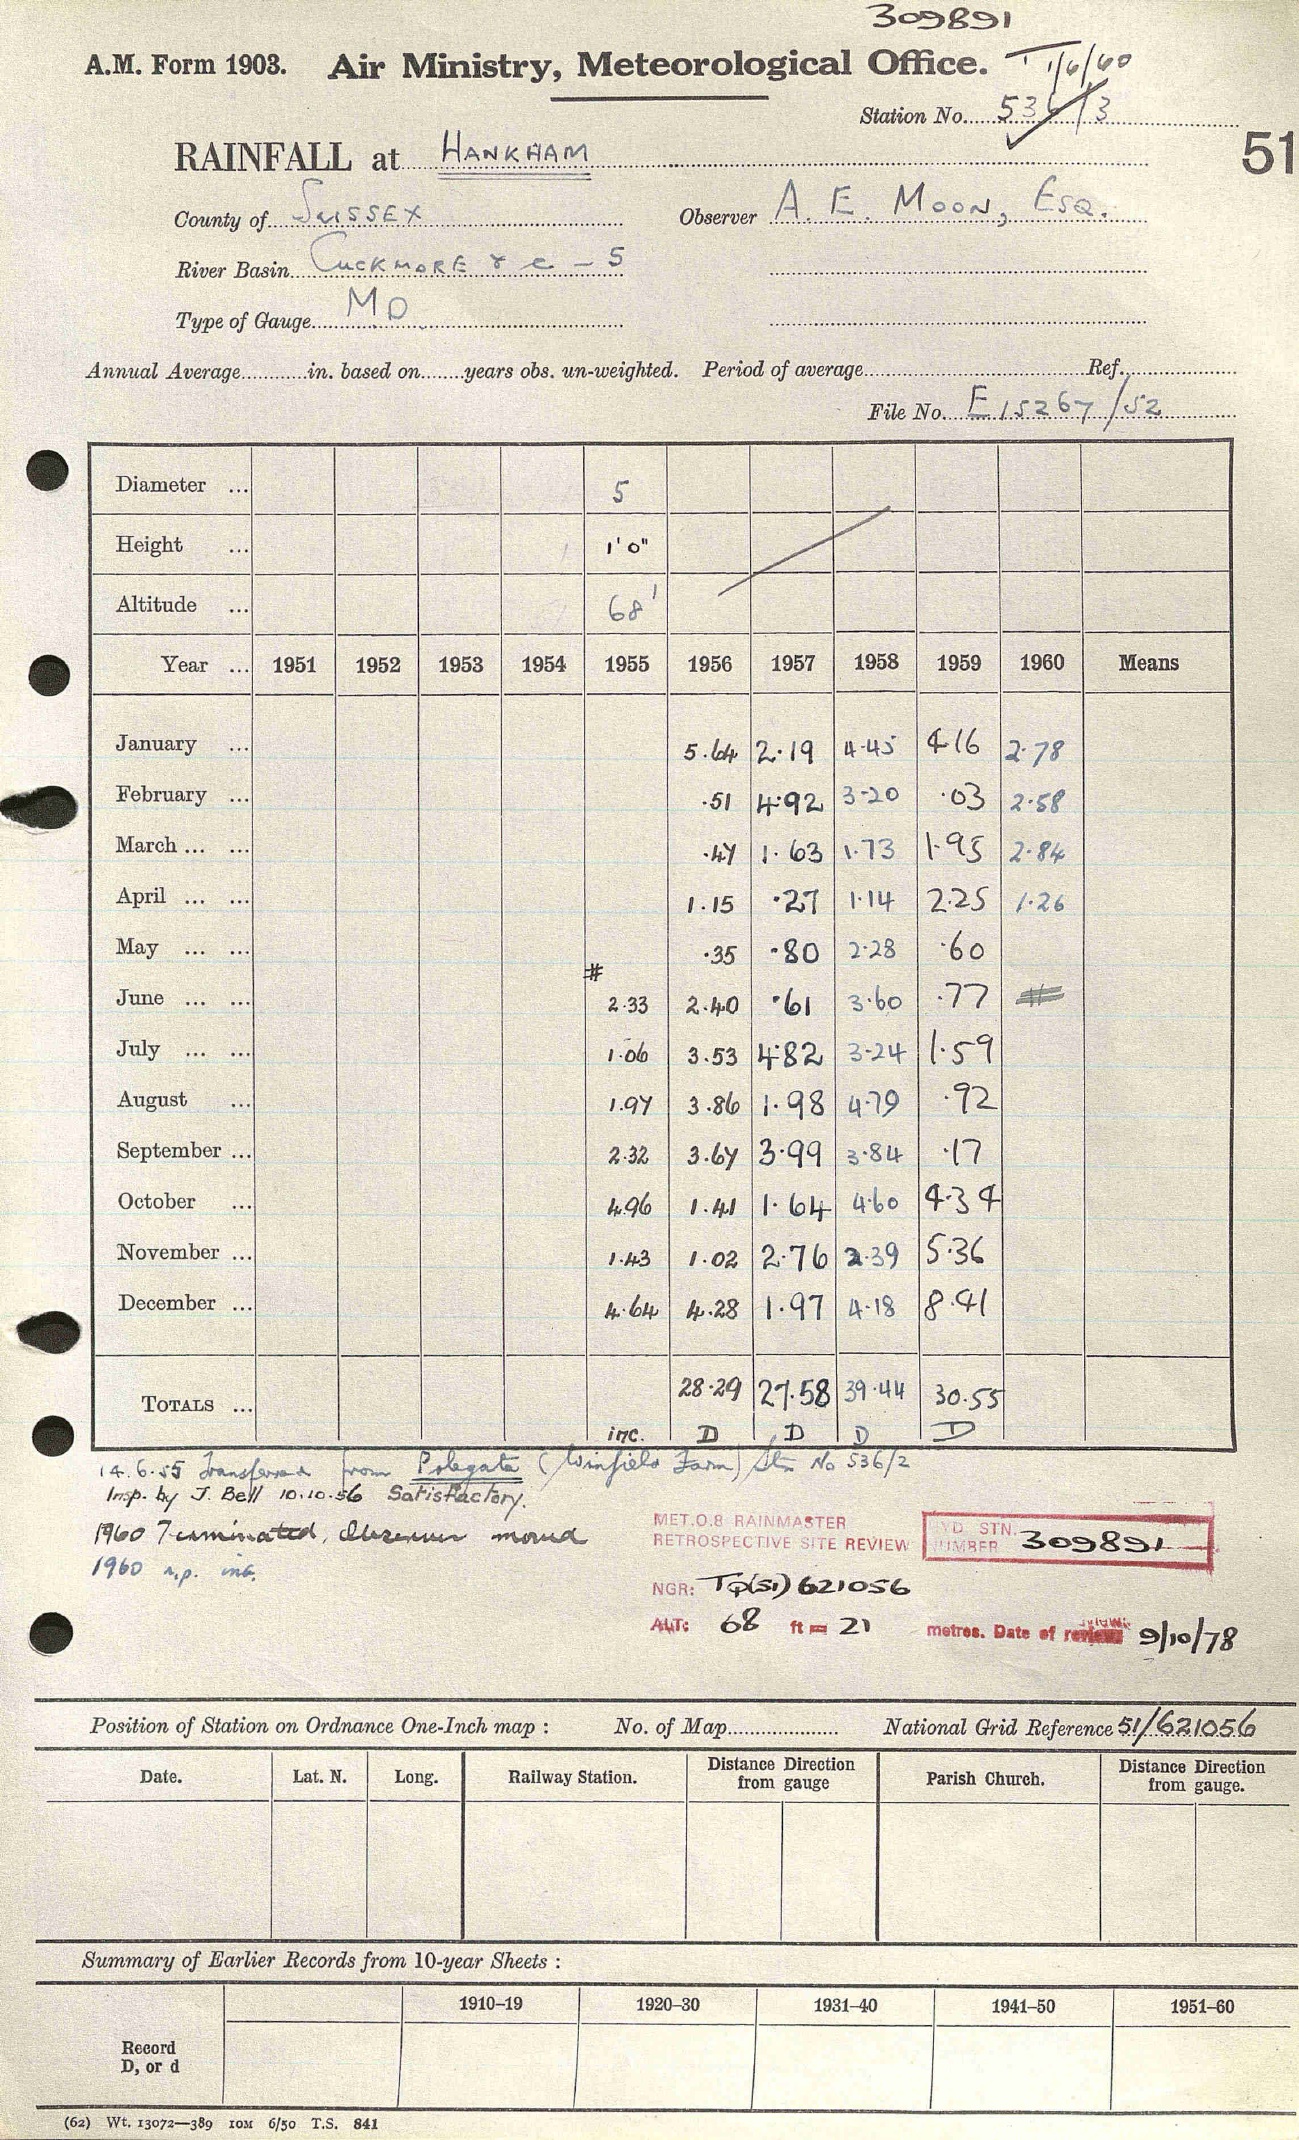 309891
A.M. Form 1903. Air Ministry, Meteorological Office. T 1/6/60
Station No. 536/3
51
RAINFALL at HANKHAM
County of SUSSEX Observer A. E. MOON, ESQ.
River Basin CUCKMORE & c – 5
Type of Gauge MO
Annual Average in. based on years obs. un-weighted. Period of average Ref.
File No. E 15267/52
Diameter ... 5
Height ... 1' 0"
Altitude ... 68'
Year ... 1951 1952 1953 1954 1955 1956 1957 1958 1959 1960 Means
January ... 5.64 2.19 4.45 4.16 2.78
February ... .51 4.92 3.20 .03 2.58
March ... ... .47 1.63 1.73 1.95 2.84
April ... ... 1.15 .27 1.14 2.25 1.26
May ... ... .35 .80 2.28 .60
June ... ... # 2.33 2.40 .61 3.60 .77 #
July ... ... 1.06 3.53 4.82 3.24 1.59
August ... 1.97 3.86 1.98 4.79 .92
September ... 2.32 3.67 3.99 3.84 .17
October ... 4.96 1.41 1.64 4.60 4.34
November ... 1.43 1.02 2.76 2.39 5.36
December ... 4.64 4.28 1.97 4.18 8.41
TOTALS ... 28.29 27.58 39.44 30.55
inc. D D D D
14.6.55 Transferred from Polegate (Winfield Farm) Stn No 536/2
Insp. by J. Bell 10.10.56 Satisfactory.
1960 Terminated, Observer moved
1960 n.p. int.
MET.O.8 RAINMASTER
RETROSPECTIVE SITE REVIEW
STN. NUMBER 309891
NGR: TQ(51) 621056
ALT: 68 ft = 21 metres. Date of review 9/10/78
Position of Station on Ordnance One-Inch map : No. of Map National Grid Reference 51/621056
Date. Lat. N. Long. Railway Station. Distance Direction from gauge Parish Church. Distance Direction from gauge.
Summary of Earlier Records from 10-year Sheets :
1910–19 1920–30 1931–40 1941–50 1951–60
Record
D, or d
(62) Wt. 13072—389 10M 6/50 T.S. 841